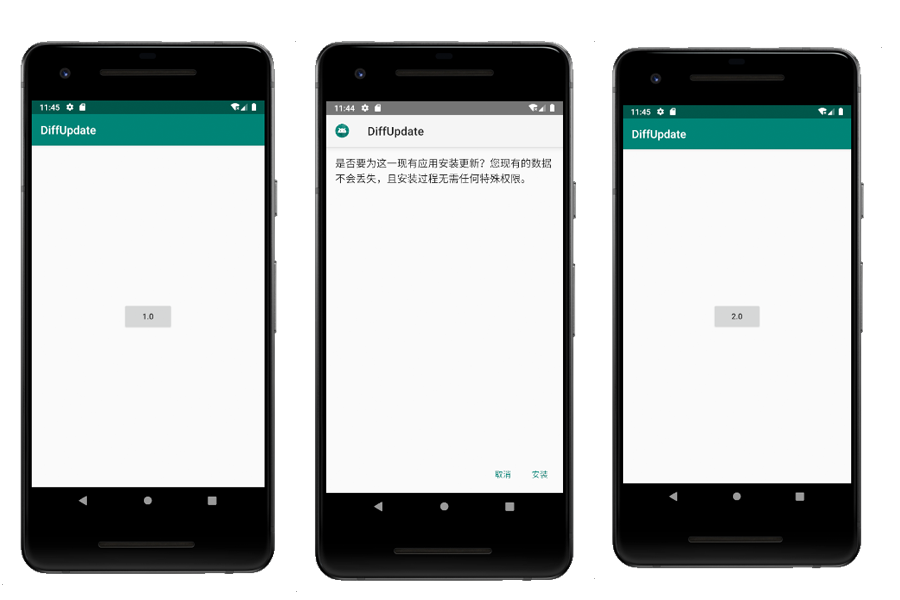 11:45
DiffUpdate
1.0
11:44
DiffUpdate
是否要为这一现有应用安装更新？您现有的数据
不会丢失，且安装过程无需任何特殊权限。
取消 安装
11:45
DiffUpdate
2.0